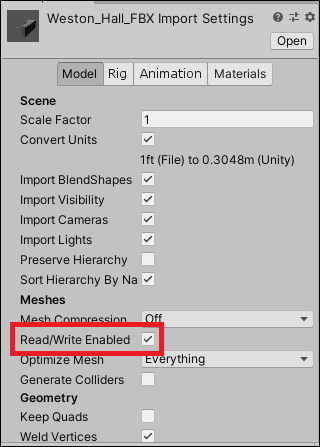 Weston_Hall_FBX Import Settings
Open
Model Rig Animation Materials
Scene
Scale Factor 1
Convert Units
1ft (File) to 0.3048m (Unity)
Import BlendShapes
Import Visibility
Import Cameras
Import Lights
Preserve Hierarchy
Sort Hierarchy By Na
Meshes
Mesh Compression Off
Read/Write Enabled
Optimize Mesh Everything
Generate Colliders
Geometry
Keep Quads
Weld Vertices